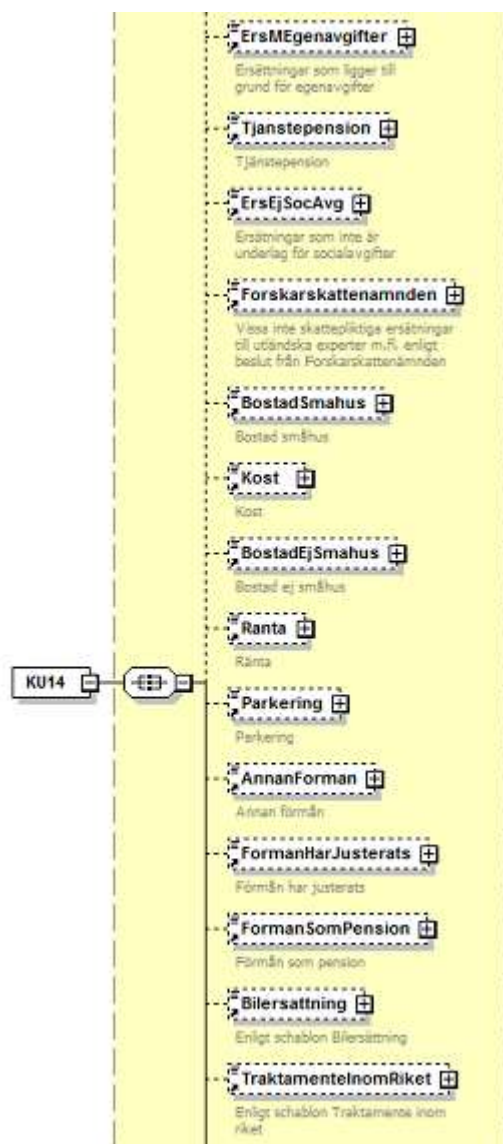 ErsMEgenavgifter
Ersättningar som ligger till
grund för egenavgifter
Tjanstepension
Tjänstepension
ErsEjSocAvg
Ersätningar som inte är
underlag för socialavgifter
Forskarskattenamnden
Vissa inte skattepliktiga ersätningar
till utländska experter m.fl. enligt
beslut från Forskarskattenämnden
BostadSmahus
Bostad småhus
Kost
Kost
BostadEjSmahus
Bostad ej småhus
Ranta
Ränta
KU14
Parkering
Parkering
AnnanForman
Annan förmån
FormanHarJusterats
Förmån har justerats
FormanSomPension
Förmån som pension
Bilersattning
Enligt schablon Bilersättning
TraktamenteInomRiket
Enligt schablon Traktamente inom
riket